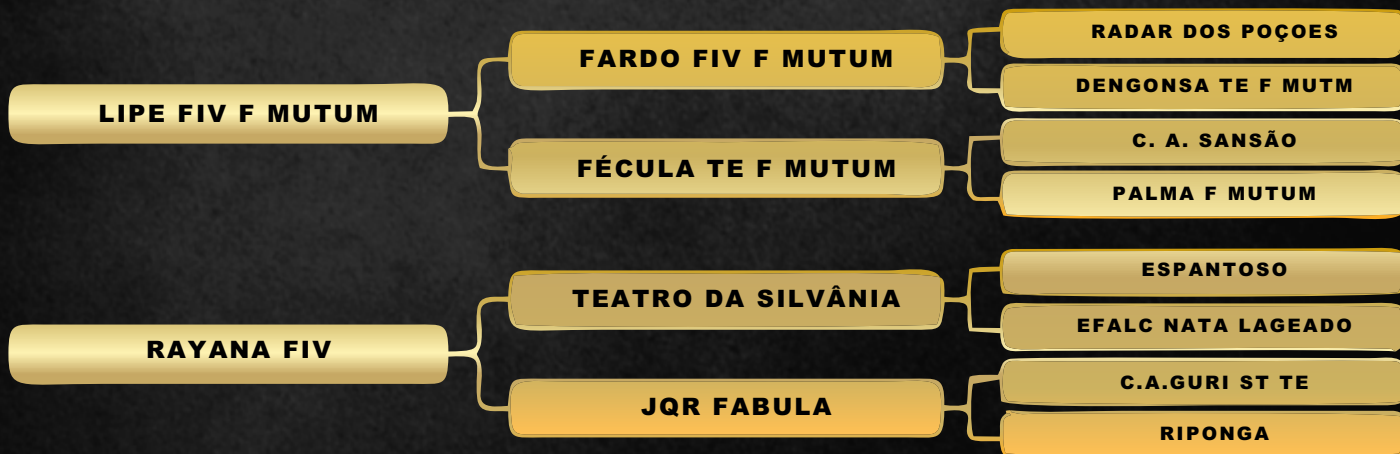 RADAR DOS POÇOES
FARDO FIV F MUTUM
DENGONSA TE F MUTM
LIPE FIV F MUTUM
C. A. SANSÃO
FÉCULA TE F MUTUM
PALMA F MUTUM
ESPANTOSO
TEATRO DA SILVÂNIA
EFALC NATA LAGEADO
RAYANA FIV
C.A.GURI ST TE
JQR FABULA
RIPONGA